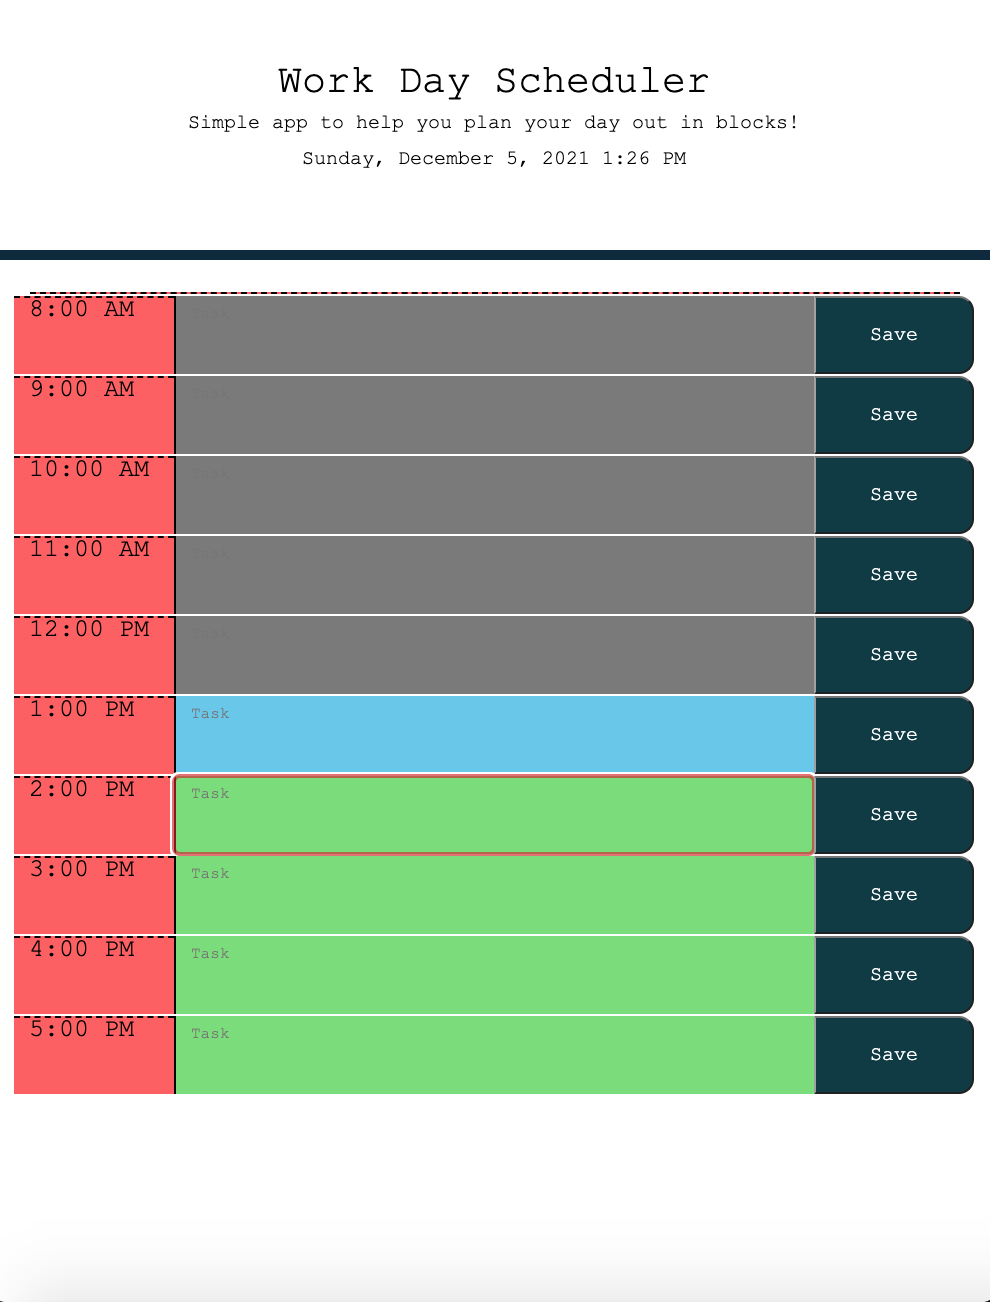 Work Day Scheduler
Simple app to help you plan your day out in blocks!
Sunday, December 5, 2021 1:26 PM
8:00 AM Task Save
9:00 AM Task Save
10:00 AM Task Save
11:00 AM Task Save
12:00 PM Task Save
1:00 PM Task Save
2:00 PM Task Save
3:00 PM Task Save
4:00 PM Task Save
5:00 PM Task Save